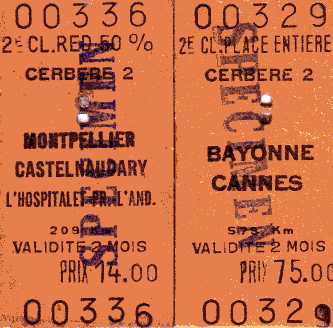 00336
2E CL.RED.50 %
CERBERE 2
MONTPELLIER
CASTELNAUDARY
L'HOSPITALET-PR.-L'AND.
209 Km
VALIDITE 2 MOIS
PRIX 14.00
00336
SPECIMEN
00329
2E CL.PLACE ENTIERE
CERBERE 2
BAYONNE
CANNES
Km
VALIDITE 2 MOIS
PRIX 75.00
00329
SPECIMEN